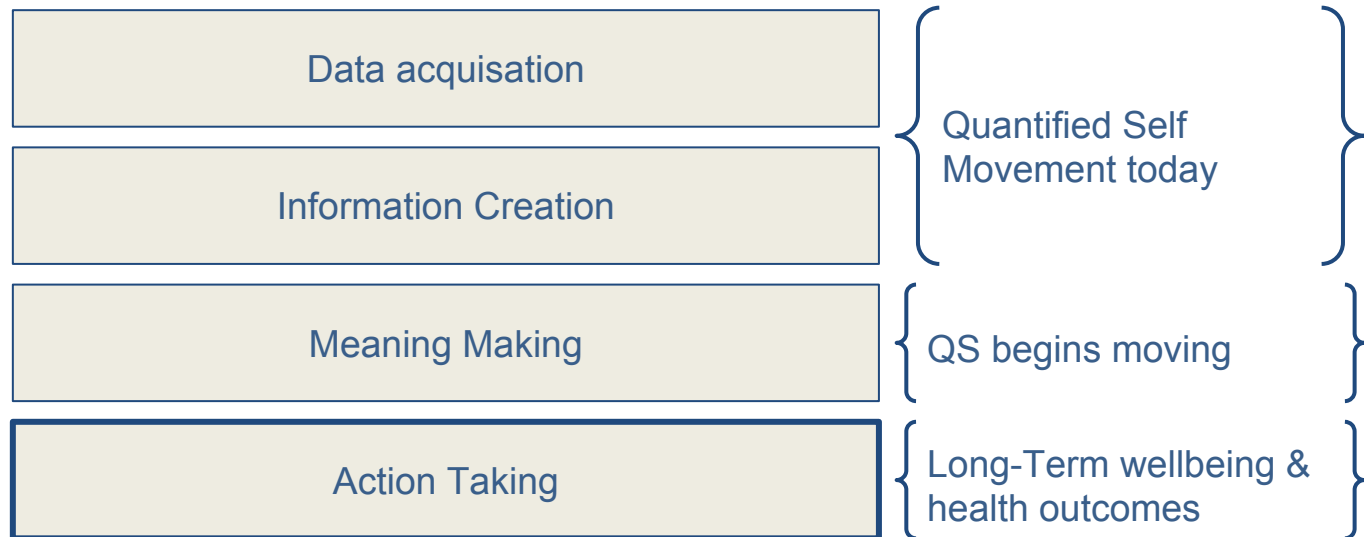 Data acquisation
Quantified Self
Movement today
Information Creation
Meaning Making
QS begins moving
Action Taking
Long-Term wellbeing &
health outcomes